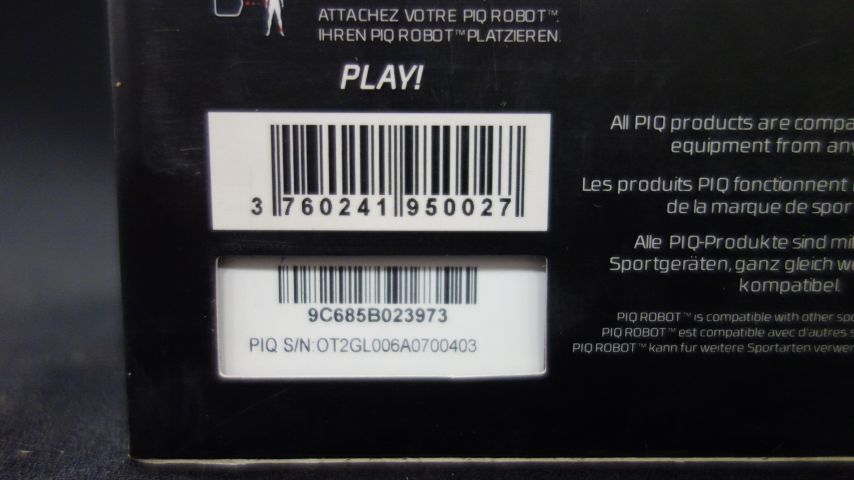 ATTACHEZ VOTRE PIQ ROBOT™.
IHREN PIQ ROBOT™ PLATZIEREN.
PLAY!
3 760241 950027
9C685B023973
PIQ S/N:OT2GL006A0700403
All PIQ products are compa
equipment from any
Les produits PIQ fonctionnent
de la marque de spor
Alle PIQ-Produkte sind mi
Sportgeräten, ganz gleich w
kompatibel.
PIQ ROBOT™ is compatible with other spo
PIQ ROBOT™ est compatible avec d'autres s
PIQ ROBOT™ kann fur weitere Sportarten verwen